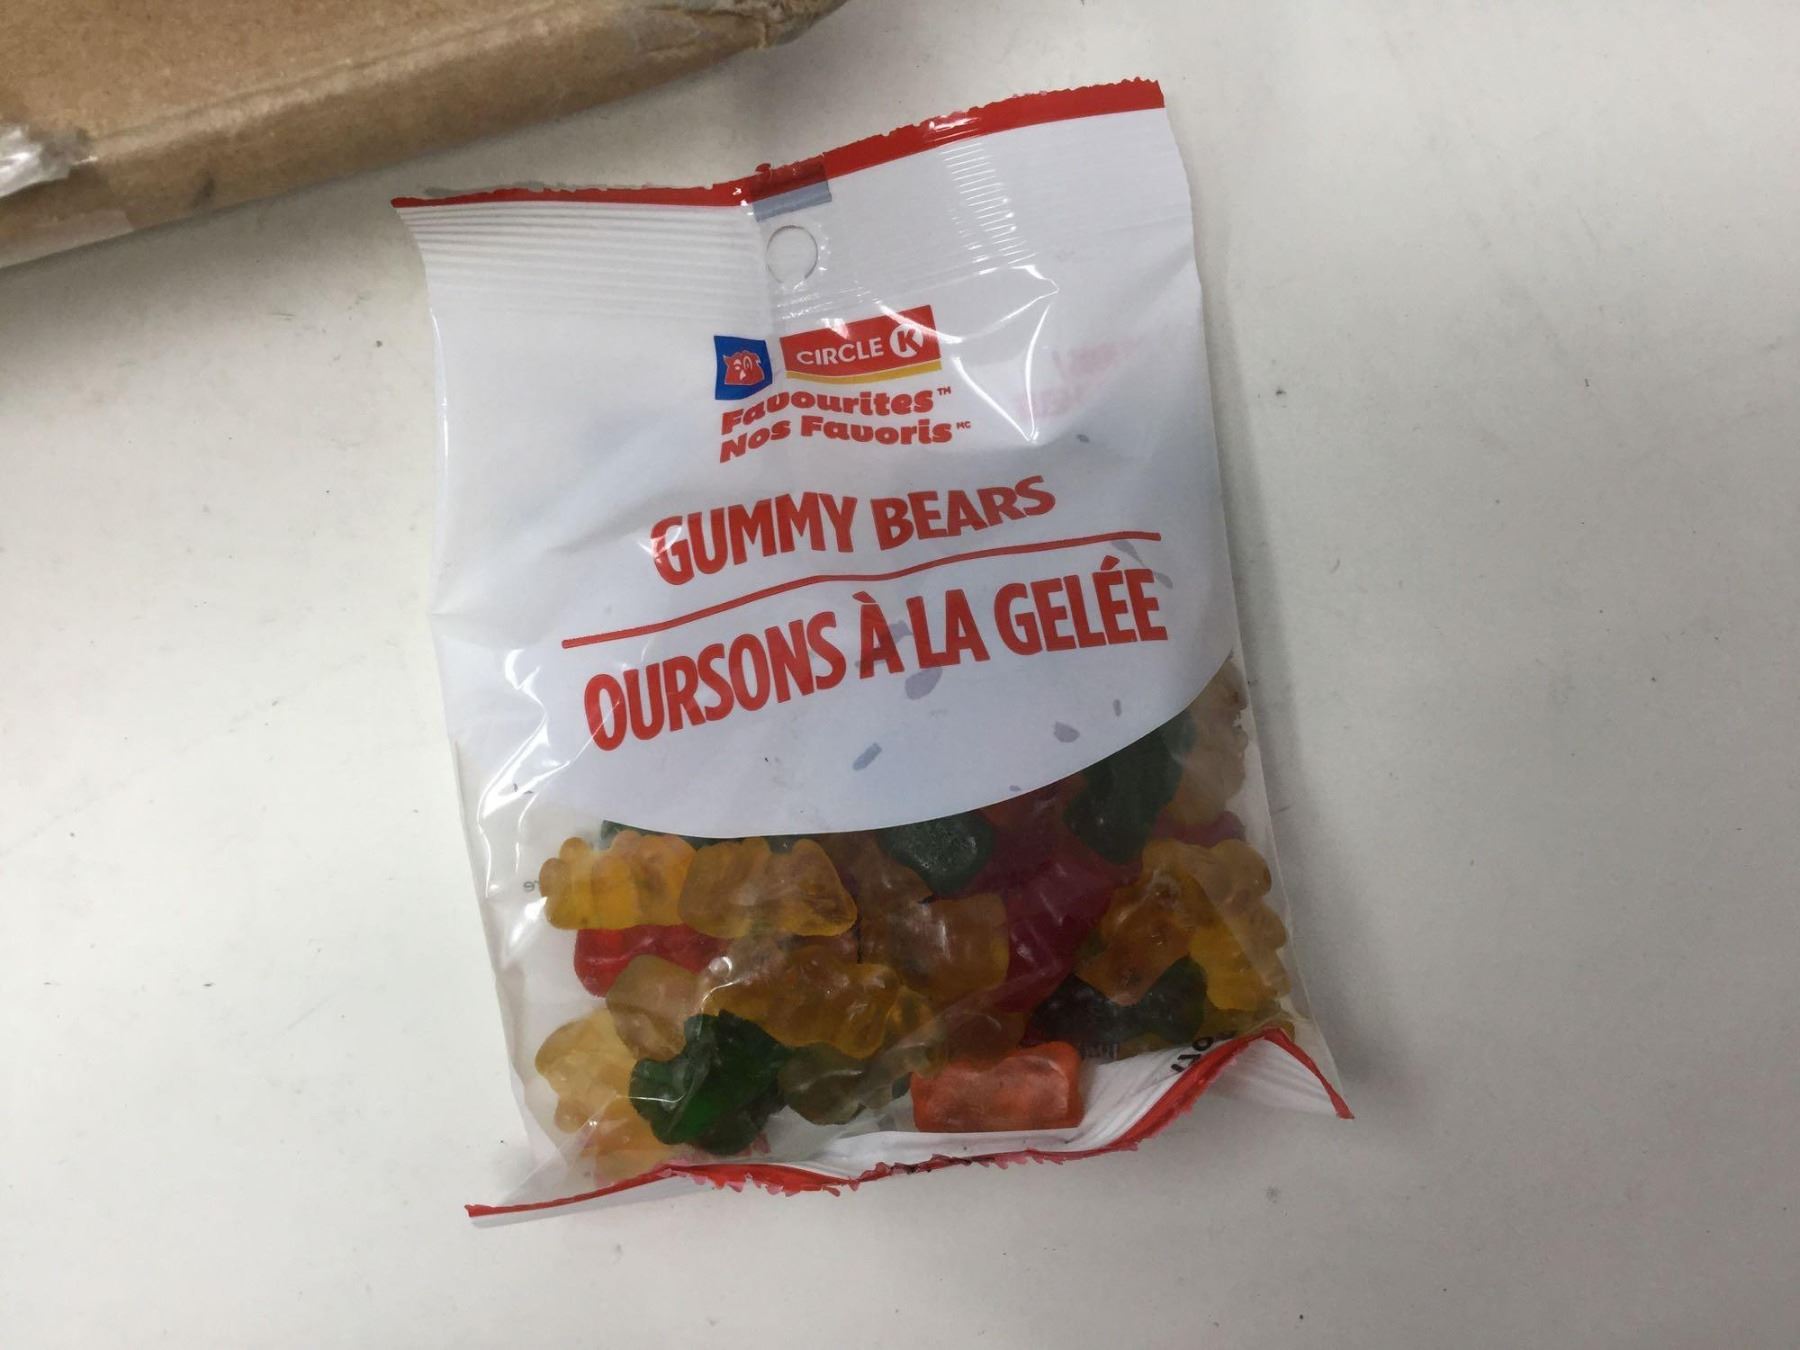 CIRCLE K
Favourites™
Nos Favoris MC
GUMMY BEARS
OURSONS À LA GELÉE